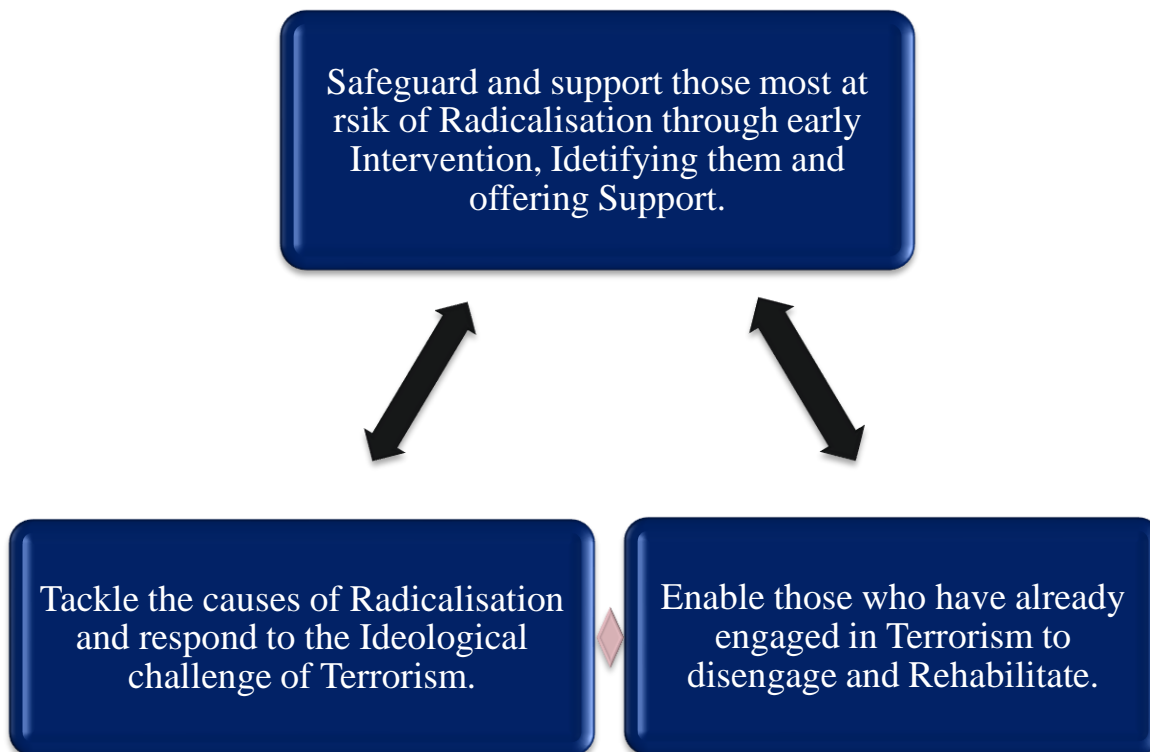 Safeguard and support those most at
rsik of Radicalisation through early
Intervention, Idetifying them and
offering Support.
Tackle the causes of Radicalisation
and respond to the Ideological
challenge of Terrorism.
Enable those who have already
engaged in Terrorism to
disengage and Rehabilitate.